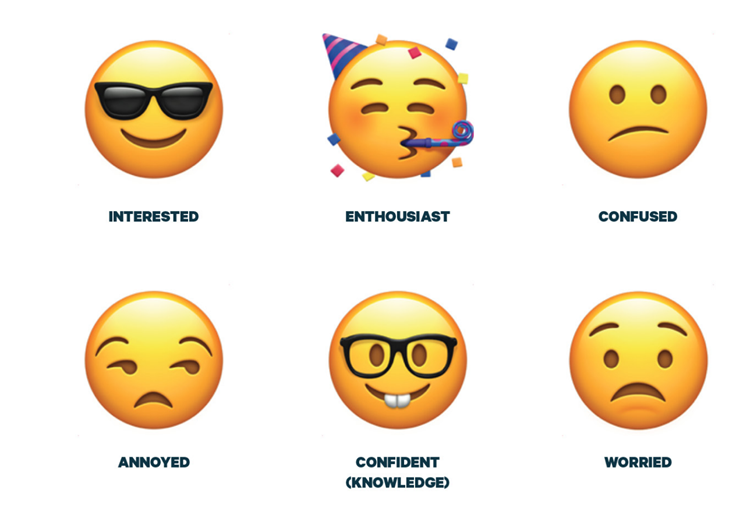 INTERESTED
ENTHOUSIAST
CONFUSED
ANNOYED
CONFIDENT
(KNOWLEDGE)
WORRIED